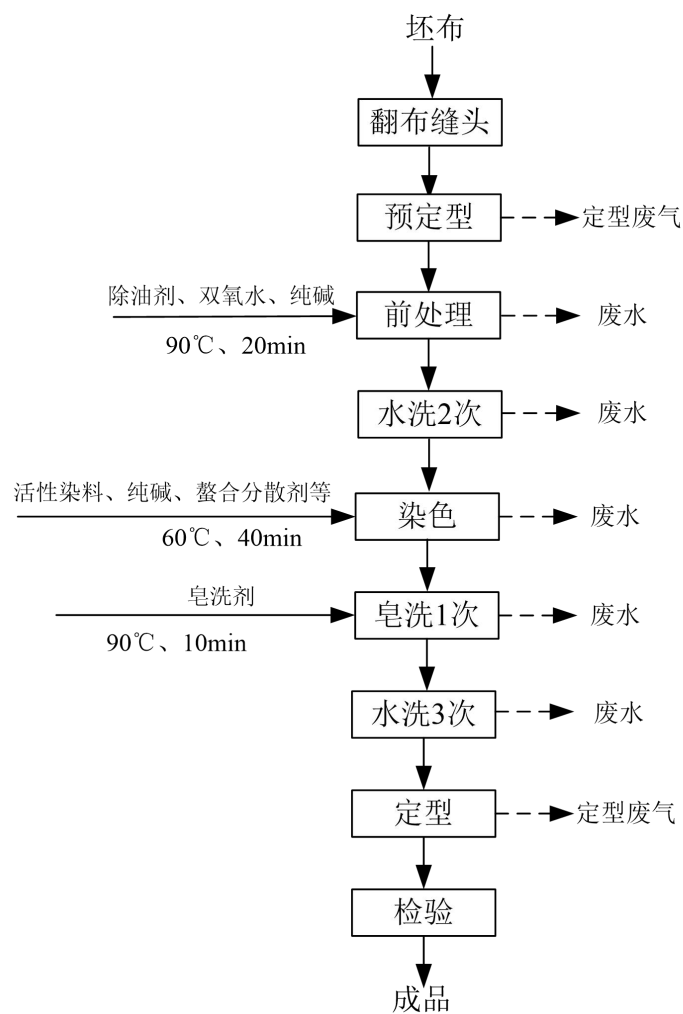 坯布
翻布缝头
预定型
定型废气
除油剂、双氧水、纯碱
90℃、20min
前处理
废水
水洗2次
废水
活性染料、纯碱、螯合分散剂等
60℃、40min
染色
废水
皂洗剂
90℃、10min
皂洗1次
废水
水洗3次
废水
定型
定型废气
检验
成品